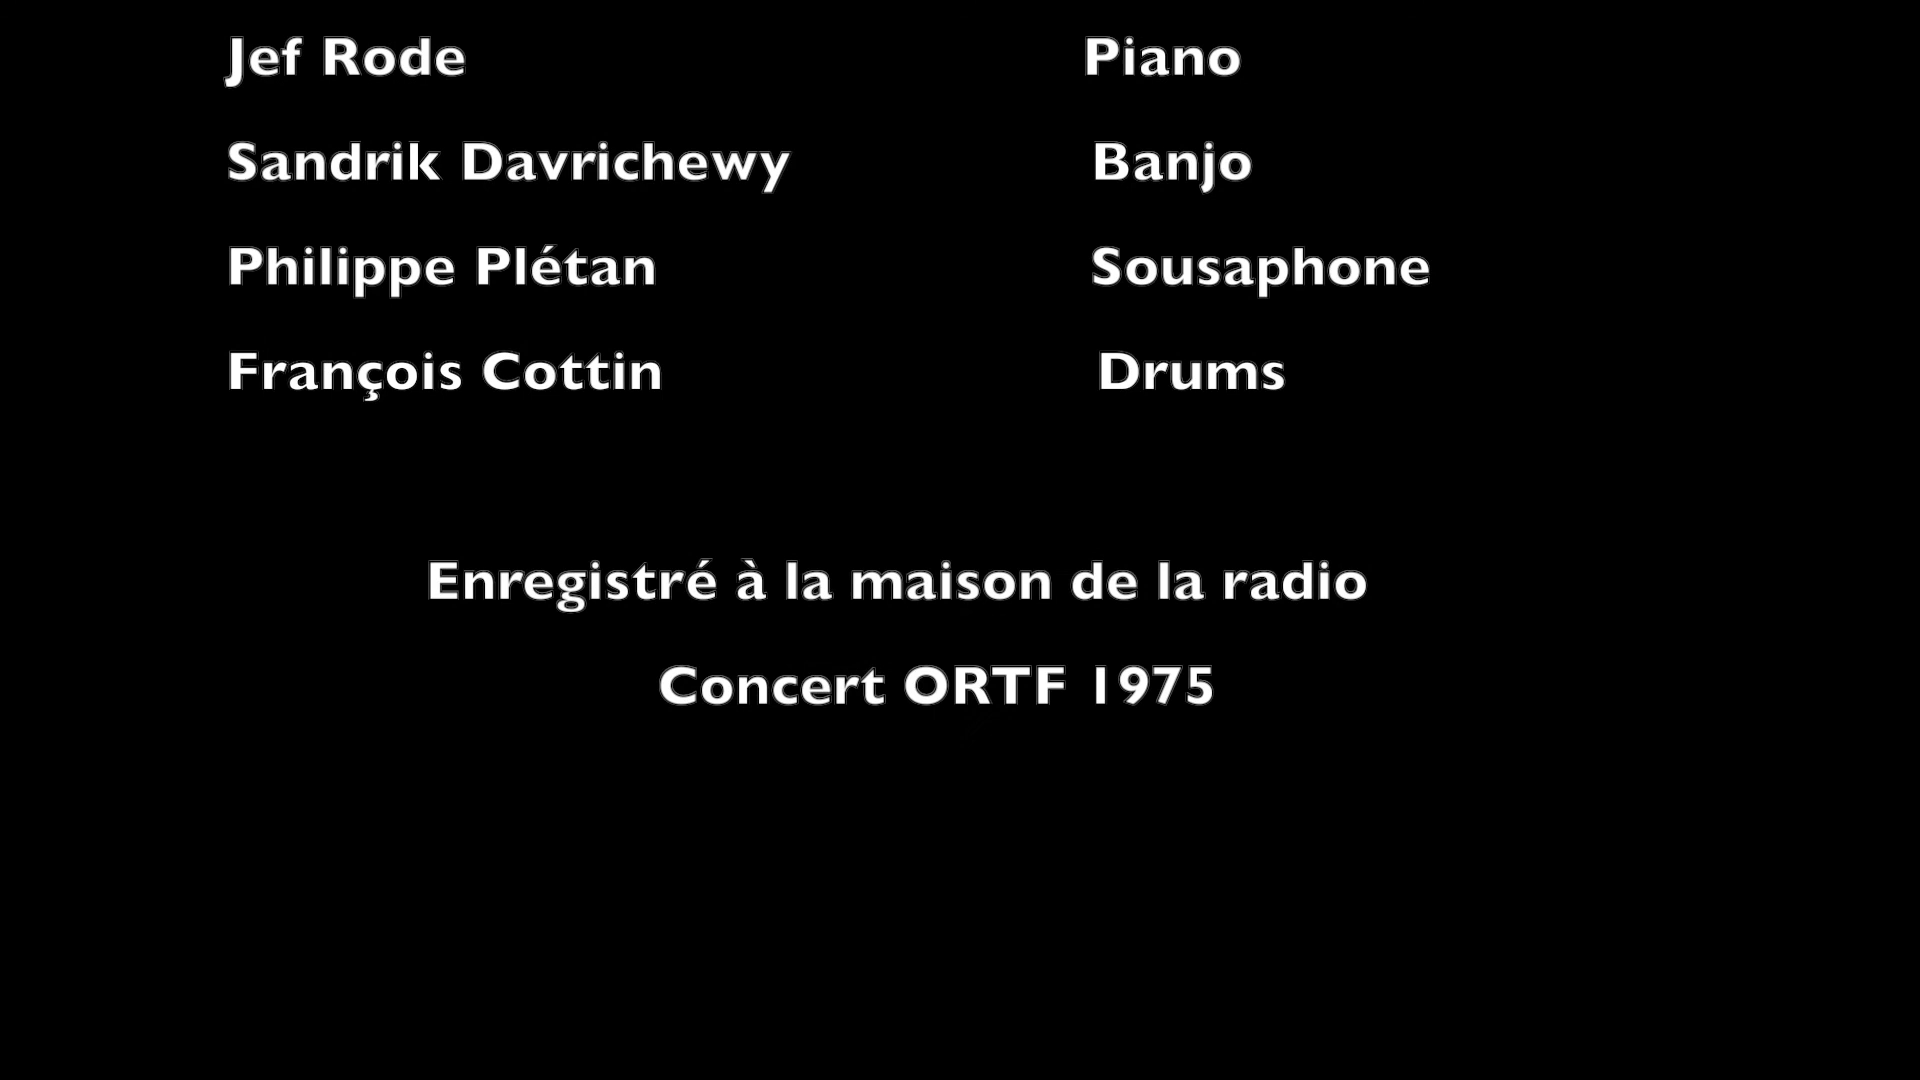 Jef Rode Piano
Sandrik Davrichewy Banjo
Philippe Plétan Sousaphone
François Cottin Drums
Enregistré à la maison de la radio
Concert ORTF 1975